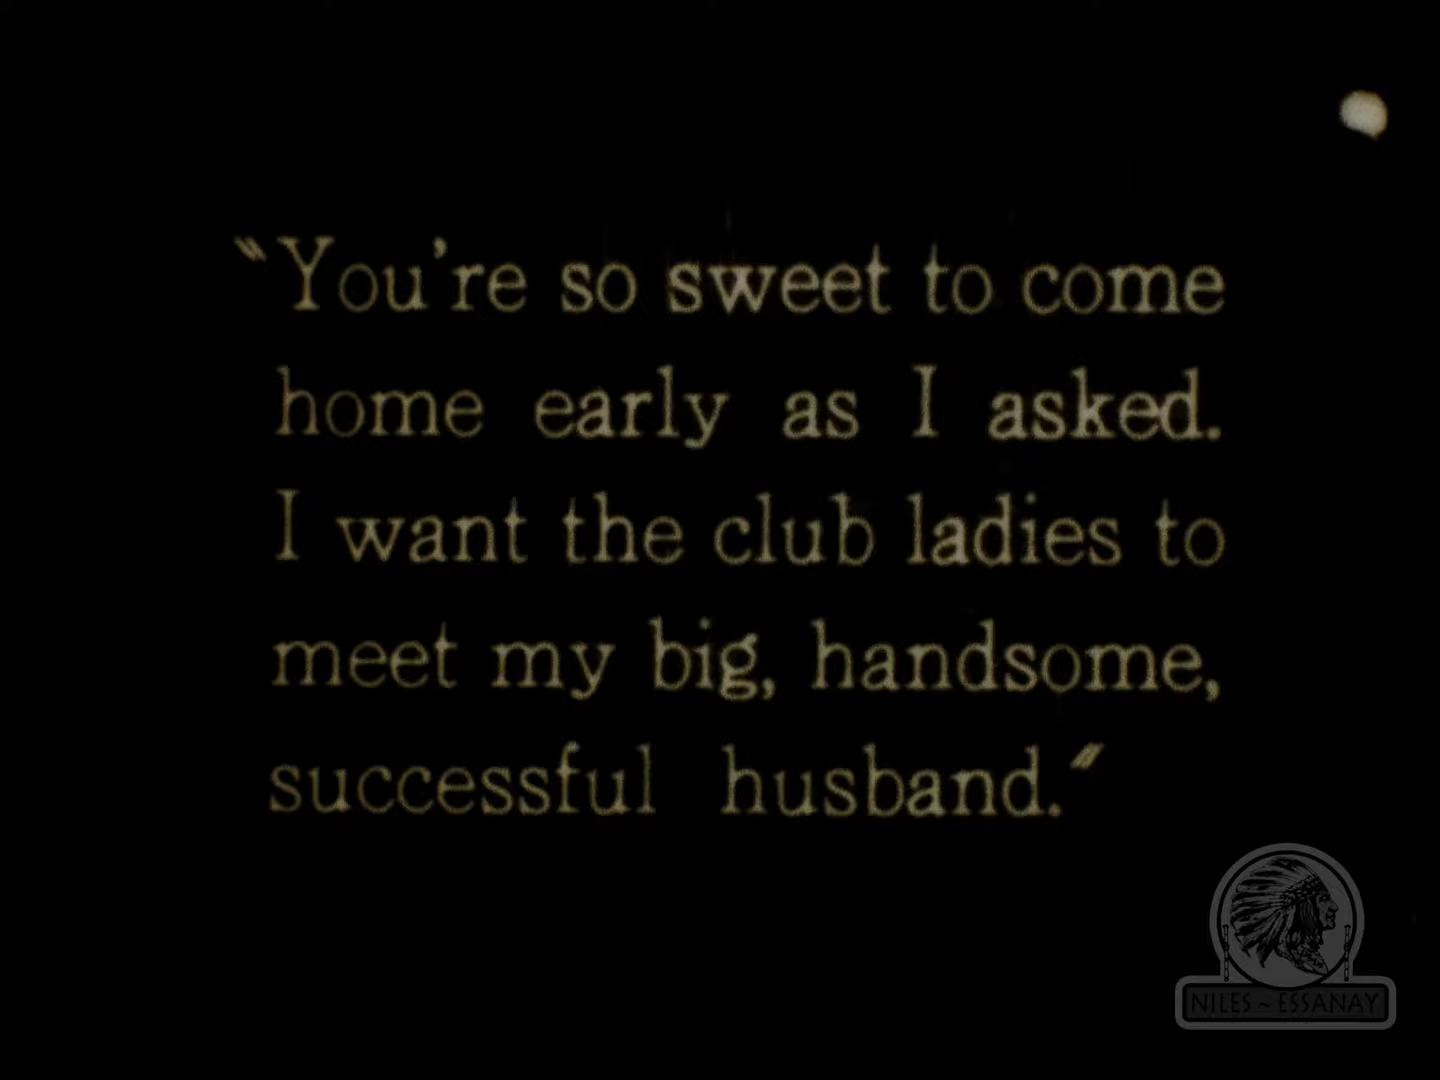 "You're so sweet to come
home early as I asked.
I want the club ladies to
meet my big, handsome,
successful husband."
NILES ~ ESSANAY